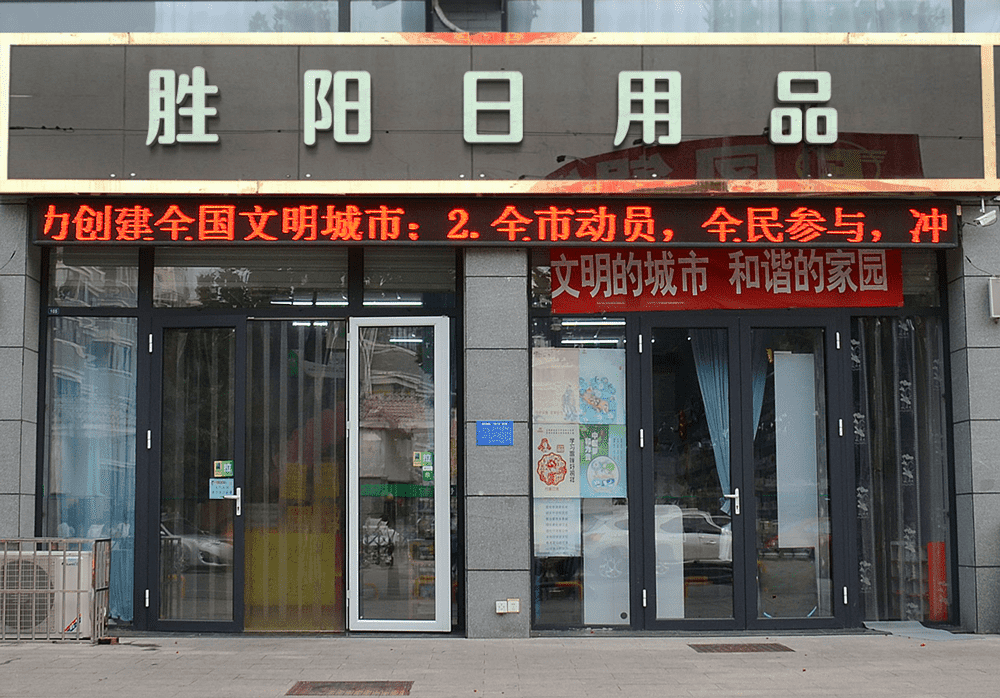 胜阳日用品
力创建全国文明城市：2.全市动员，全民参与，冲
文明的城市 和谐的家园